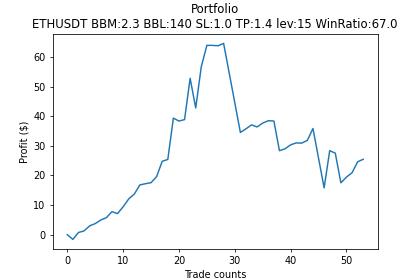 Portfolio
ETHUSDT BBM:2.3 BBL:140 SL:1.0 TP:1.4 lev:15 WinRatio:67.0
Profit ($)
60
50
40
30
20
10
0
0 10 20 30 40 50
Trade counts